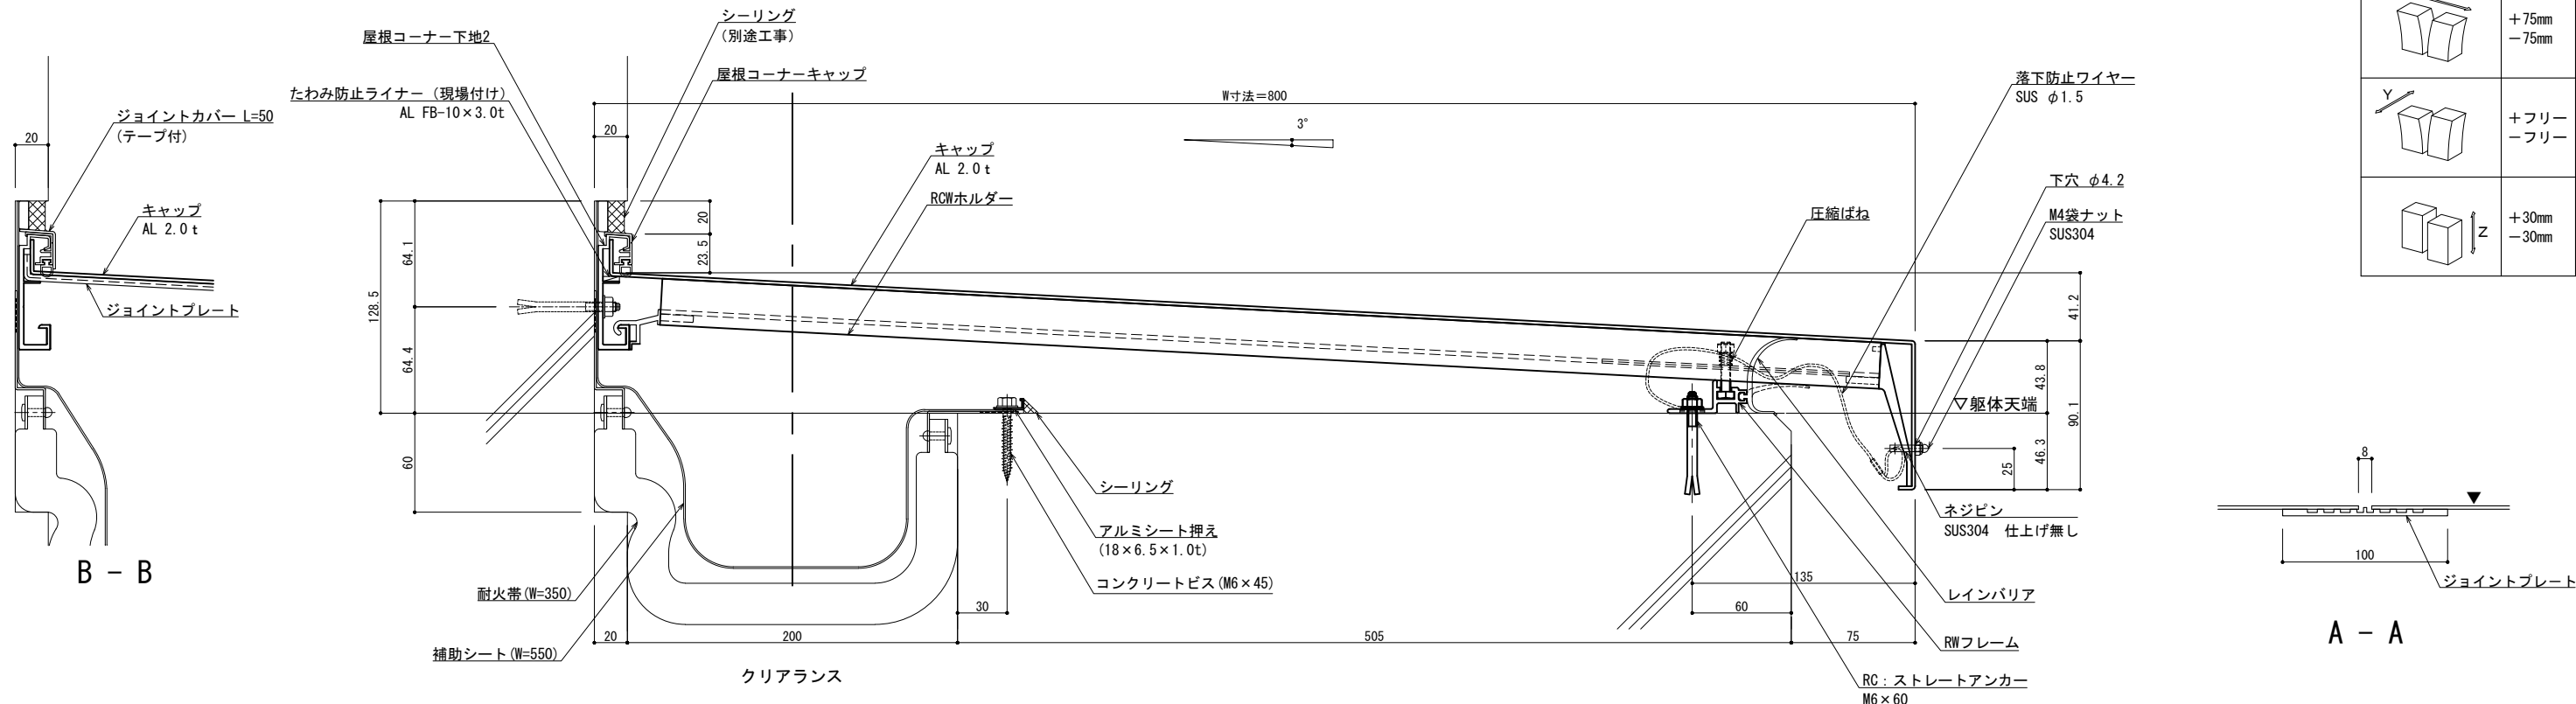 シーリング
(別途工事)
屋根コーナー下地2
屋根コーナーキャップ
たわみ防止ライナー (現場付け)
AL FB-10×3.0t
ジョイントカバー L=50
(テープ付)
20
キャップ
AL 2.0t
ジョイントプレート
B - B
W寸法=800
20
3°
キャップ
AL 2.0t
RCWホルダー
落下防止ワイヤー
SUS φ1.5
下穴 φ4.2
M4袋ナット
SUS304
圧縮ばね
20
23.5
64.1
128.5
64.4
60
41.2
43.8
90.1
46.3
25
▽躯体天端
シーリング
アルミシート押え
(18×6.5×1.0t)
コンクリートビス(M6×45)
耐火帯(W=350)
補助シート(W=550)
30
20
200
505
75
135
60
クリアランス
ネジピン
SUS304 仕上げ無し
レインバリア
RWフレーム
RC：ストレートアンカー
M6×60
+75mm
-75mm
Y
+フリー
-フリー
Z
+30mm
-30mm
8
100
ジョイントプレート
A - A